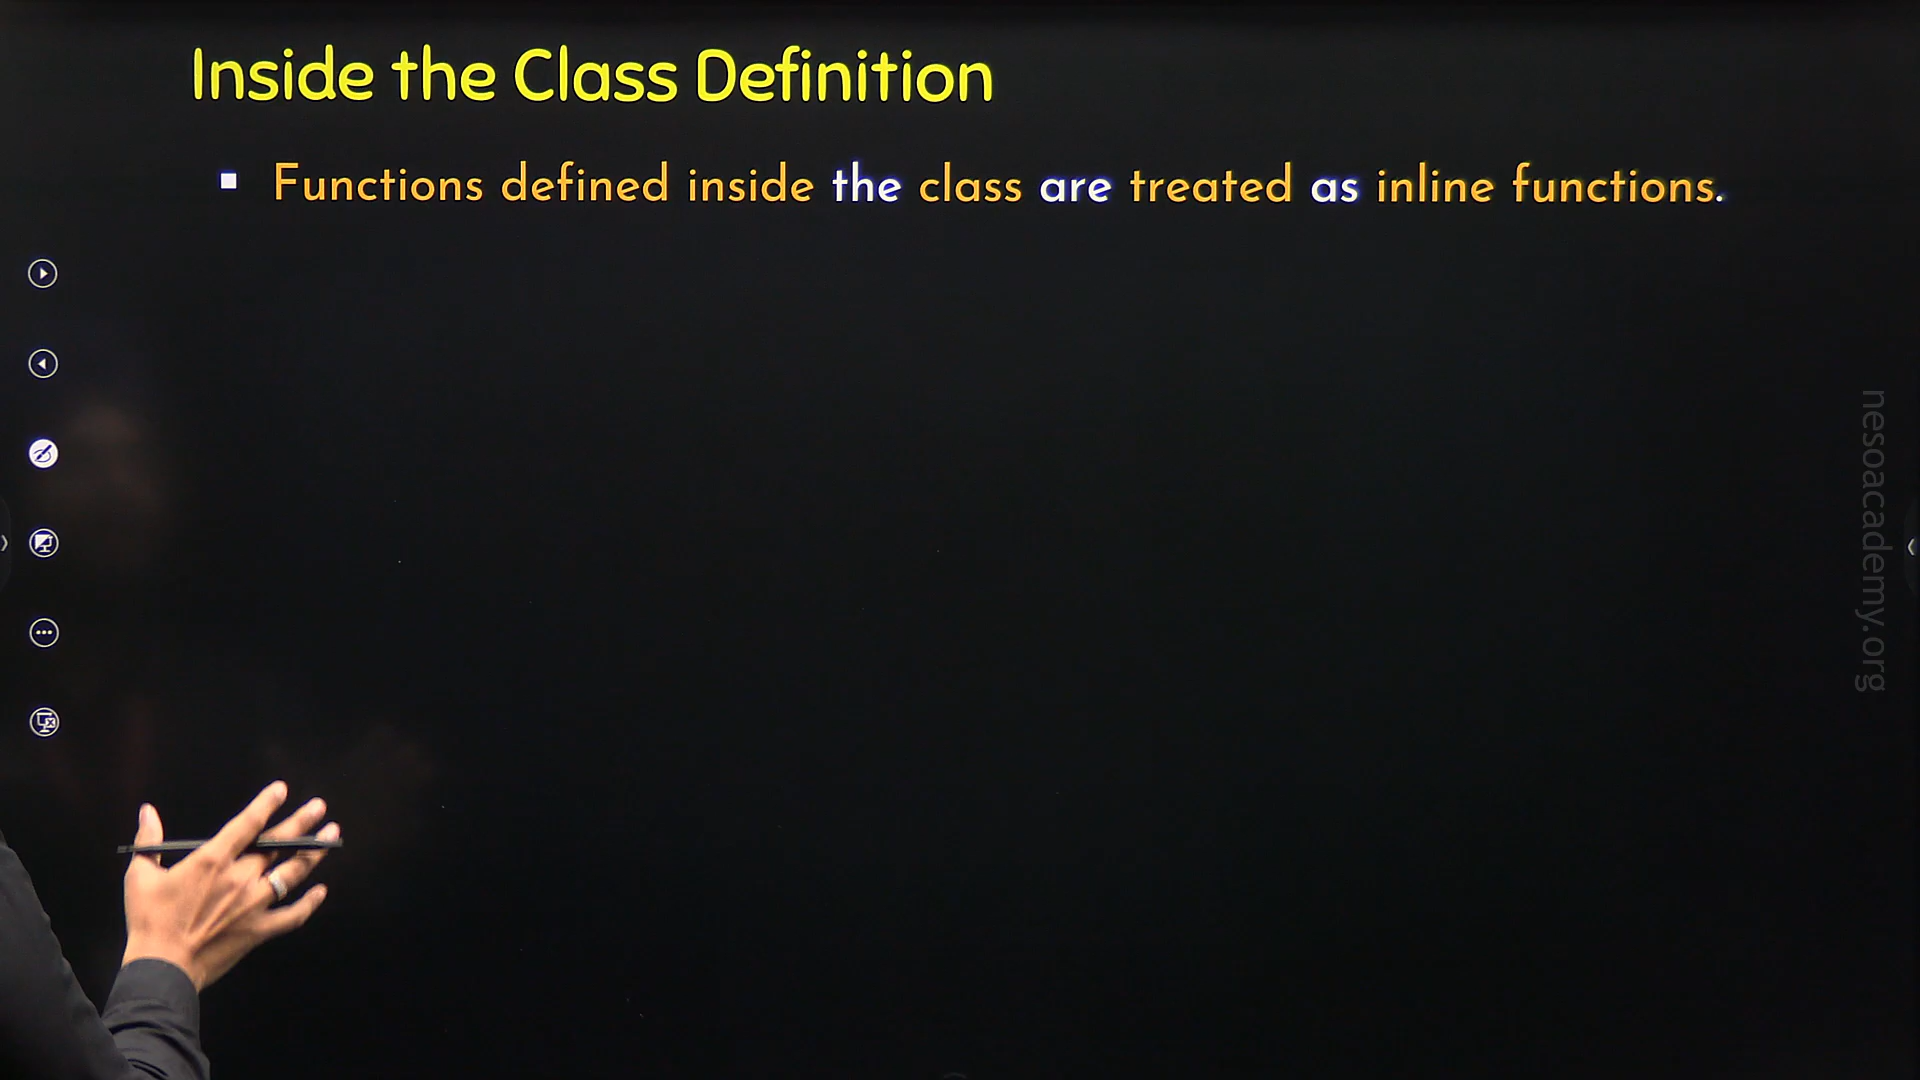 Inside the Class Definition
▪ Functions defined inside the class are treated as inline functions.
nesoacademy.org